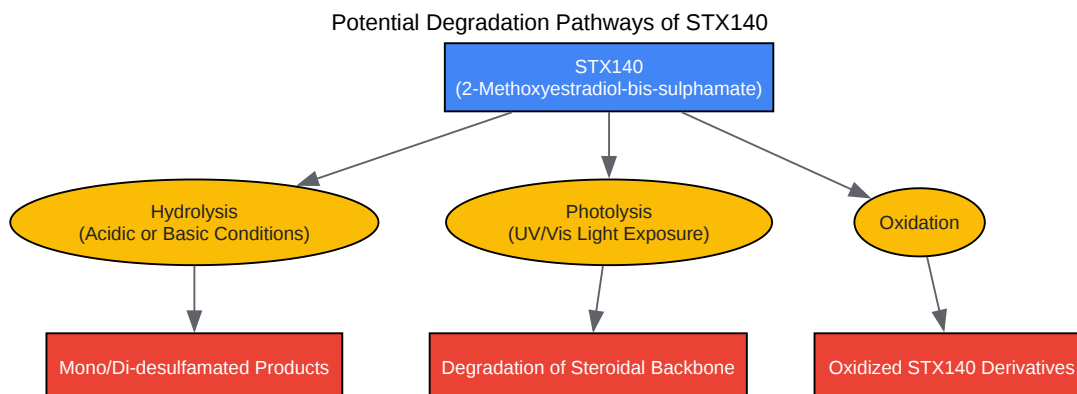 Potential Degradation Pathways of STX140
STX140
(2-Methoxyestradiol-bis-sulphamate)
Hydrolysis
(Acidic or Basic Conditions)
Photolysis
(UV/Vis Light Exposure)
Oxidation
Mono/Di-desulfamated Products
Degradation of Steroidal Backbone
Oxidized STX140 Derivatives